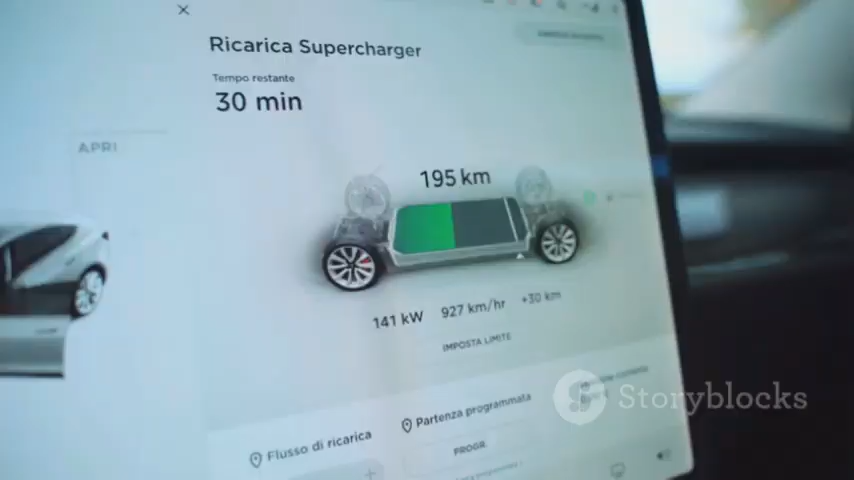 Ricarica Supercharger
Tempo restante
30 min
APRI
195 km
141 kW 927 km/hr +30 km
IMPOSTA LIMITE
Flusso di ricarica
Partenza programmata
PROGR.
Storyblocks